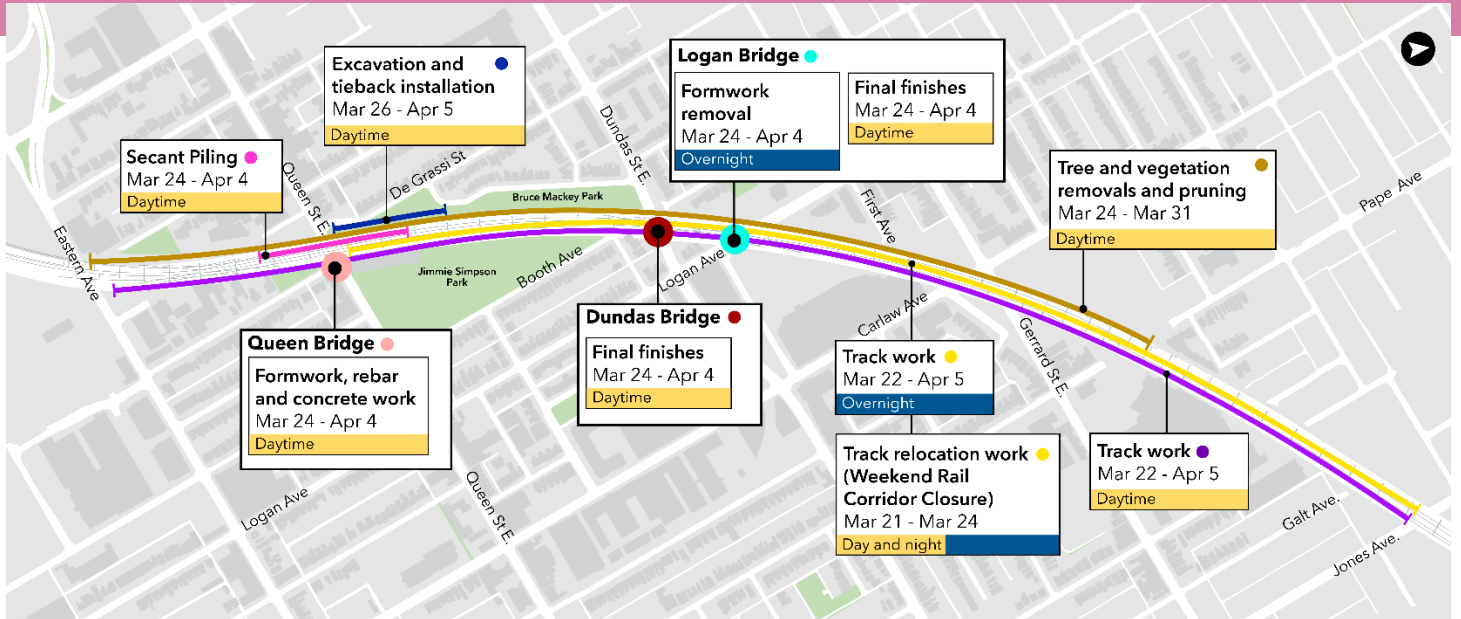 Logan Bridge
Formwork
removal
Mar 24 - Apr 4
Overnight
Final finishes
Mar 24 - Apr 4
Daytime
Excavation and
tieback installation
Mar 26 - Apr 5
Daytime
Secant Piling
Mar 24 - Apr 4
Daytime
Tree and vegetation
removals and pruning
Mar 24 - Mar 31
Daytime
Dundas St E.
Queen St E.
De Grassi St
Bruce Mackey Park
First Ave
Pape Ave
Eastern Ave
Jimmie Simpson
Park
Booth Ave
Logan Ave
Carlaw Ave
Gerrard St E.
Queen Bridge
Formwork, rebar
and concrete work
Mar 24 - Apr 4
Daytime
Dundas Bridge
Final finishes
Mar 24 - Apr 4
Daytime
Track work
Mar 22 - Apr 5
Overnight
Track relocation work
(Weekend Rail
Corridor Closure)
Mar 21 - Mar 24
Day and night
Track work
Mar 22 - Apr 5
Daytime
Logan Ave
Queen St E.
Galt Ave.
Jones Ave.